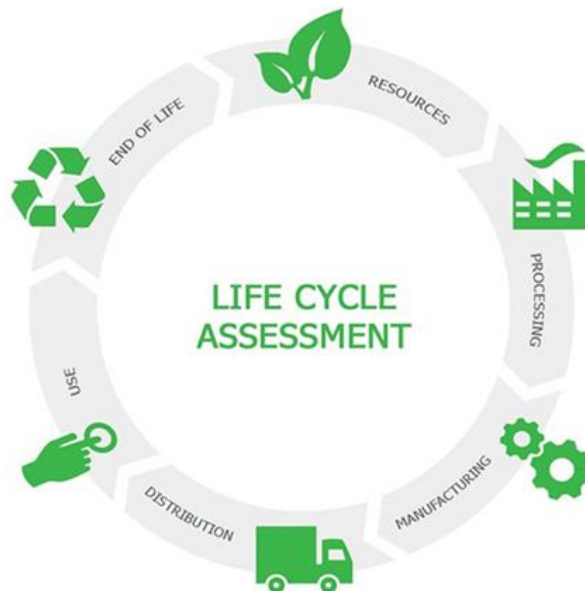 LIFE CYCLE
ASSESSMENT
RESOURCES
PROCESSING
MANUFACTURING
DISTRIBUTION
USE
END OF LIFE